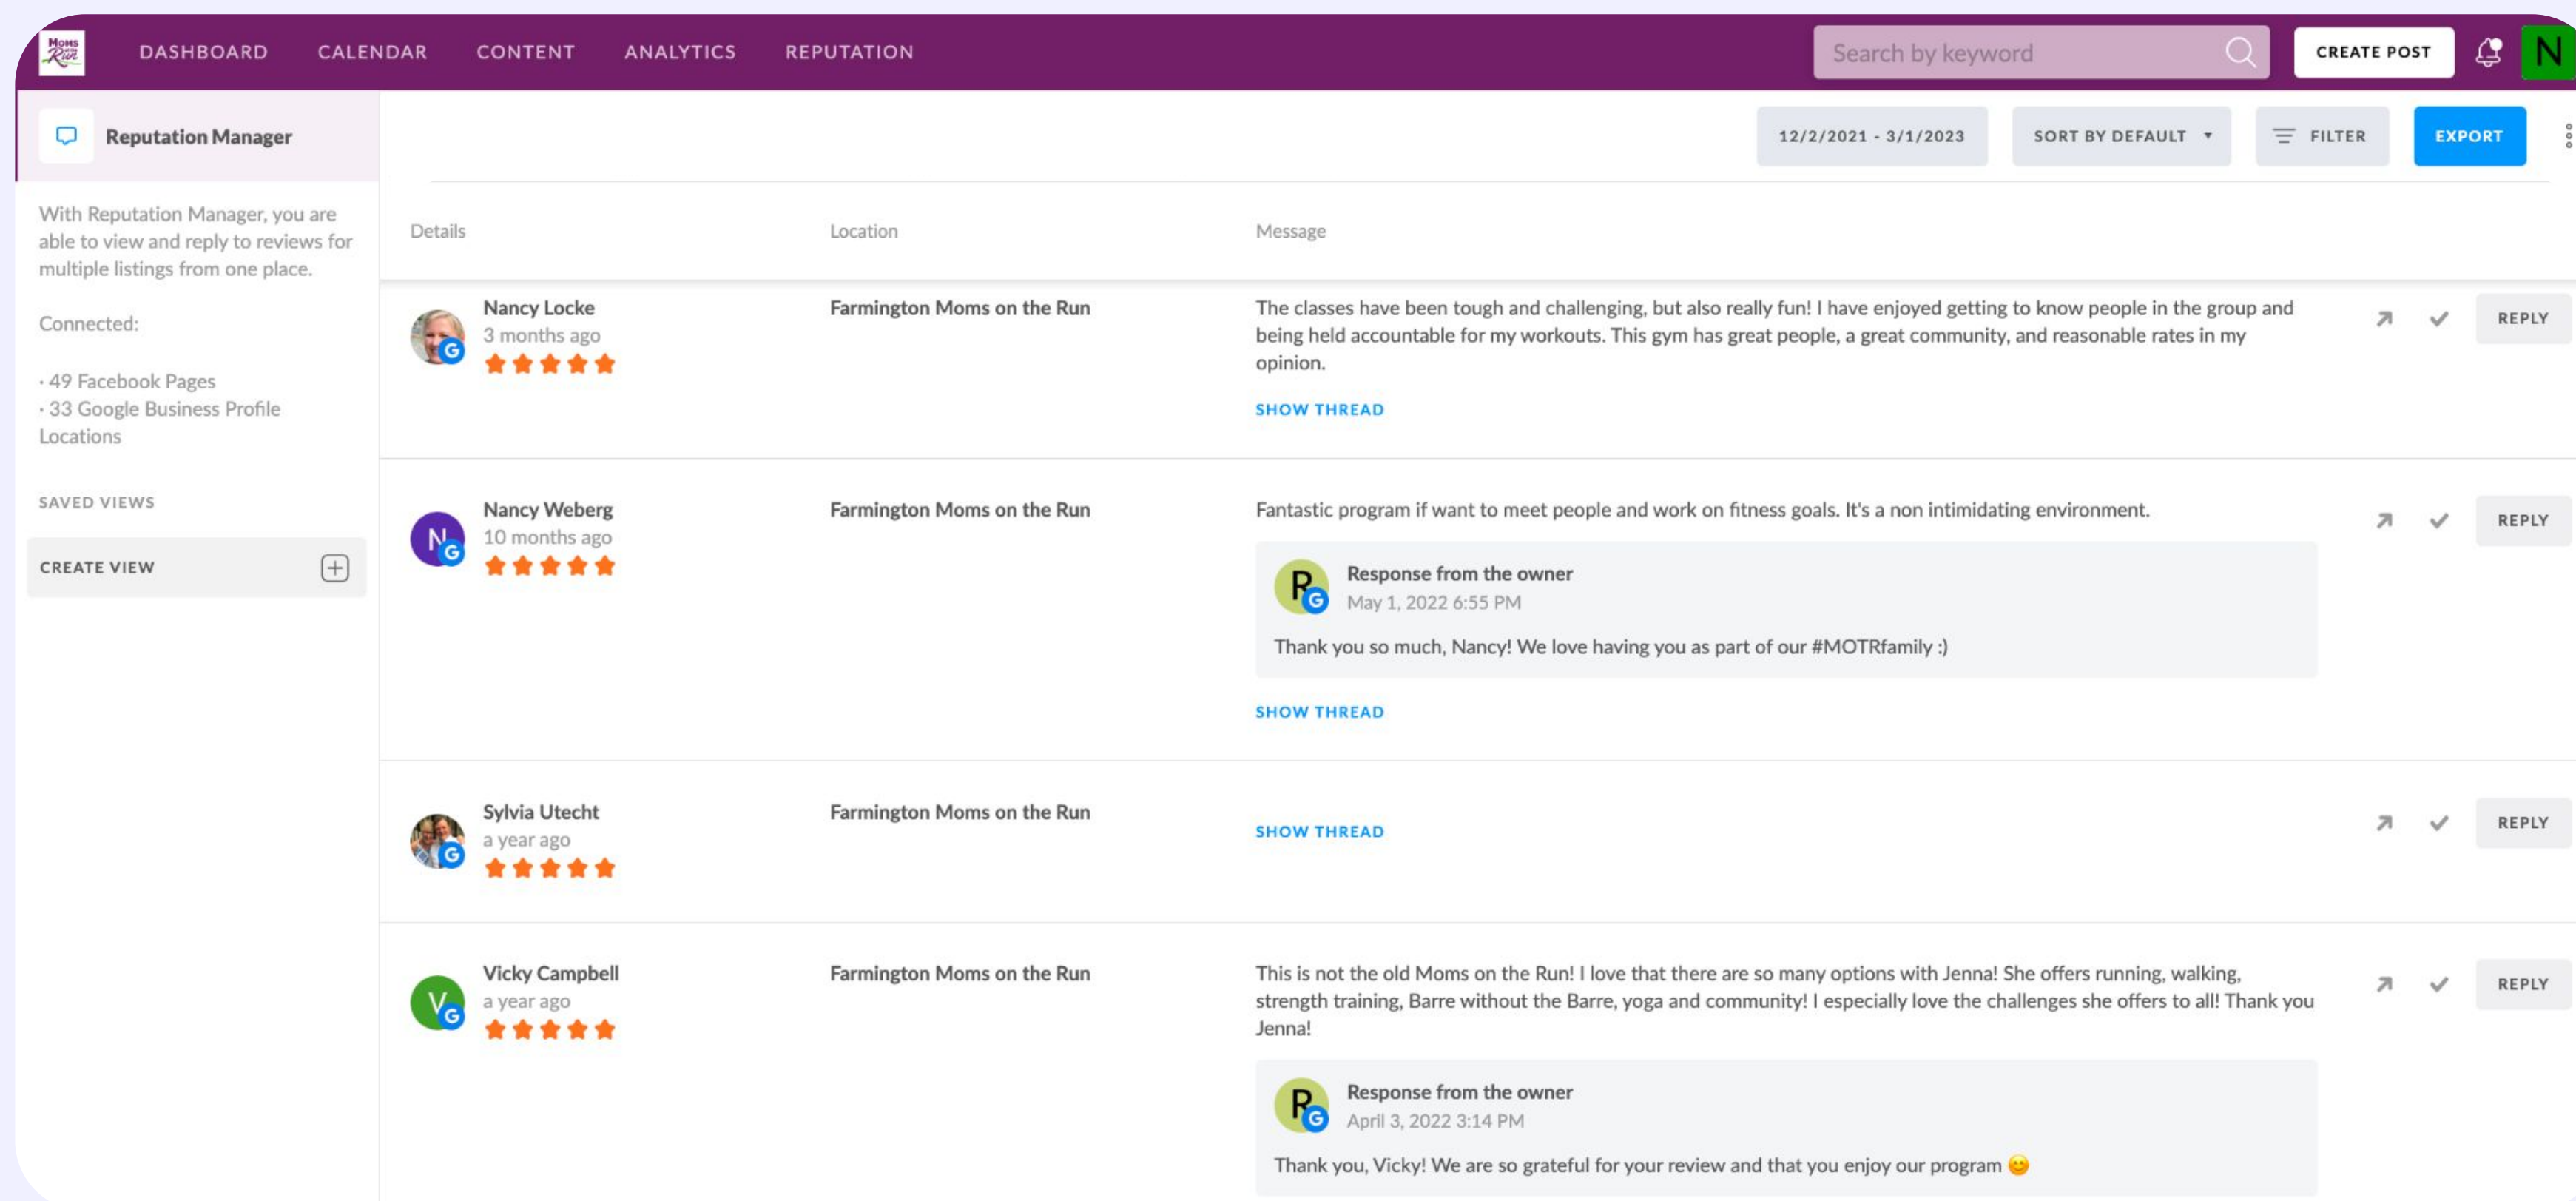 Moms
on the
Run
DASHBOARD
CALENDAR
CONTENT
ANALYTICS
REPUTATION
Search by keyword
CREATE POST
N
Reputation Manager
12/2/2021 - 3/1/2023
SORT BY DEFAULT
FILTER
EXPORT
With Reputation Manager, you are
able to view and reply to reviews for
multiple listings from one place.
Connected:
· 49 Facebook Pages
· 33 Google Business Profile
Locations
SAVED VIEWS
CREATE VIEW
Details
Location
Message
G
Nancy Locke
3 months ago
Farmington Moms on the Run
The classes have been tough and challenging, but also really fun! I have enjoyed getting to know people in the group and
being held accountable for my workouts. This gym has great people, a great community, and reasonable rates in my
opinion.
SHOW THREAD
REPLY
N
G
Nancy Weberg
10 months ago
Farmington Moms on the Run
Fantastic program if want to meet people and work on fitness goals. It's a non intimidating environment.
REPLY
R
G
Response from the owner
May 1, 2022 6:55 PM
Thank you so much, Nancy! We love having you as part of our #MOTRfamily :)
SHOW THREAD
G
Sylvia Utecht
a year ago
Farmington Moms on the Run
SHOW THREAD
REPLY
V
G
Vicky Campbell
a year ago
Farmington Moms on the Run
This is not the old Moms on the Run! I love that there are so many options with Jenna! She offers running, walking,
strength training, Barre without the Barre, yoga and community! I especially love the challenges she offers to all! Thank you
Jenna!
REPLY
R
G
Response from the owner
April 3, 2022 3:14 PM
Thank you, Vicky! We are so grateful for your review and that you enjoy our program 😊